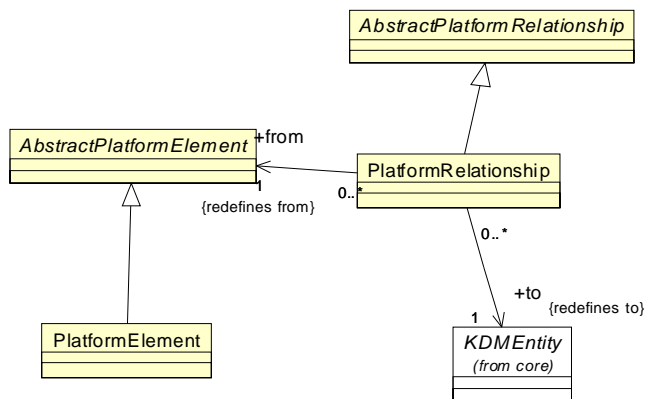 AbstractPlatformRelationship
AbstractPlatformElement
+from
PlatformRelationship
1
0..*
{redefines from}
0..*
+to
{redefines to}
1
PlatformElement
KDMEntity
(from core)